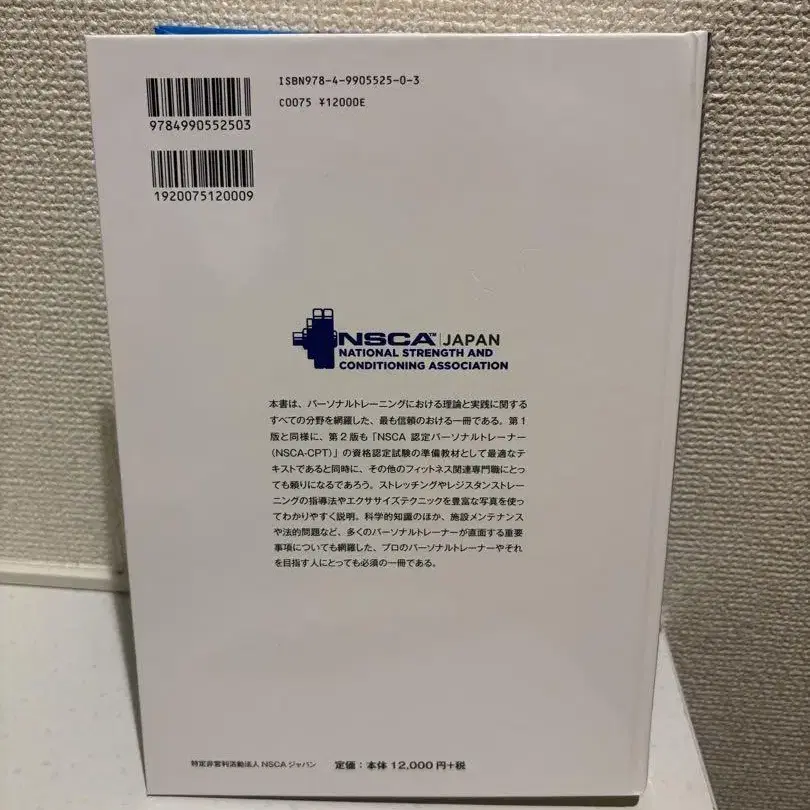 ISBN978-4-9905525-0-3
C0075 ¥12000E
9784990552503
1920075120009
NSCA™ JAPAN
NATIONAL STRENGTH AND
CONDITIONING ASSOCIATION
本書は、パーソナルトレーニングにおける理論と実践に関する
すべての分野を網羅した、最も信頼のおける一冊である。第1
版と同様に、第2版も「NSCA 認定パーソナルトレーナー
(NSCA-CPT)」の資格認定試験の準備教材として最適なテ
キストであると同時に、その他のフィットネス関連専門職にとっ
ても頼りになるであろう。ストレッチングやレジスタンストレー
ニングの指導法やエクササイズテクニックを豊富な写真を使っ
てわかりやすく説明。科学的知識のほか、施設メンテナンス
や法的問題など、多くのパーソナルトレーナーが直面する重要
事項についても網羅した、プロのパーソナルトレーナーやそれ
を目指す人にとっても必須の一冊である。
特定非営利活動法人 NSCA ジャパン
定価：本体 12,000円+税